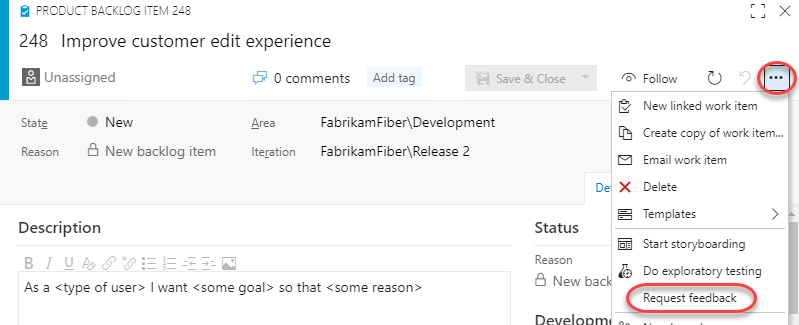 PRODUCT BACKLOG ITEM 248
248 Improve customer edit experience
Unassigned 0 comments Add tag Save & Close Follow
State New Area FabrikamFiber\Development
Reason New backlog item Iteration FabrikamFiber\Release 2
New linked work item
Create copy of work item...
Email work item
Delete
Templates
Start storyboarding
Do exploratory testing
Request feedback
De
Description
B I U
As a <type of user> I want <some goal> so that <some reason>
Status
Reason
New back
Developm